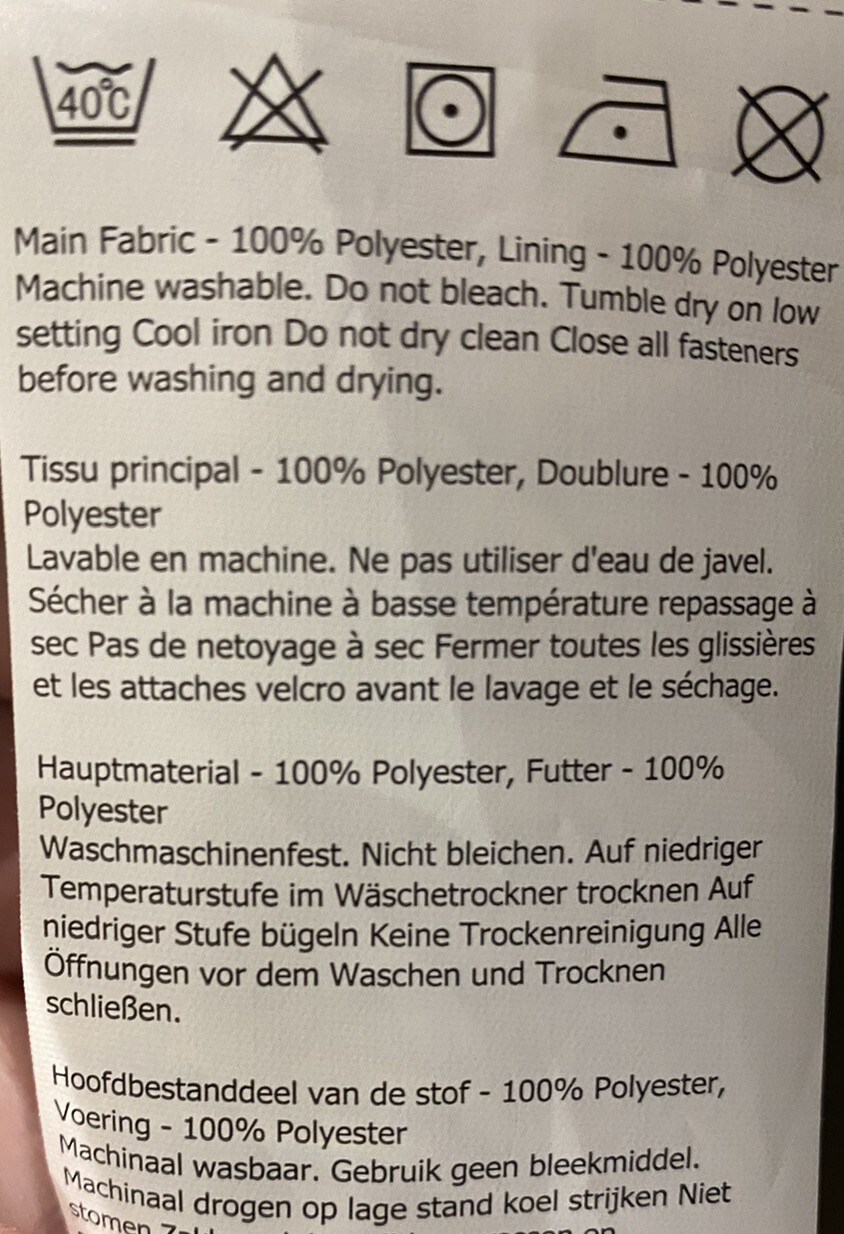 40°C
Main Fabric - 100% Polyester, Lining - 100% Polyester
Machine washable. Do not bleach. Tumble dry on low
setting Cool iron Do not dry clean Close all fasteners
before washing and drying.
Tissu principal - 100% Polyester, Doublure - 100%
Polyester
Lavable en machine. Ne pas utiliser d'eau de javel.
Sécher à la machine à basse température repassage à
sec Pas de netoyage à sec Fermer toutes les glissières
et les attaches velcro avant le lavage et le séchage.
Hauptmaterial - 100% Polyester, Futter - 100%
Polyester
Waschmaschinenfest. Nicht bleichen. Auf niedriger
Temperaturstufe im Wäschetrockner trocknen Auf
niedriger Stufe bügeln Keine Trockenreinigung Alle
Öffnungen vor dem Waschen und Trocknen
schließen.
Hoofdbestanddeel van de stof - 100% Polyester,
Voering - 100% Polyester
Machinaal wasbaar. Gebruik geen bleekmiddel.
Machinaal drogen op lage stand koel strijken Niet
stomen